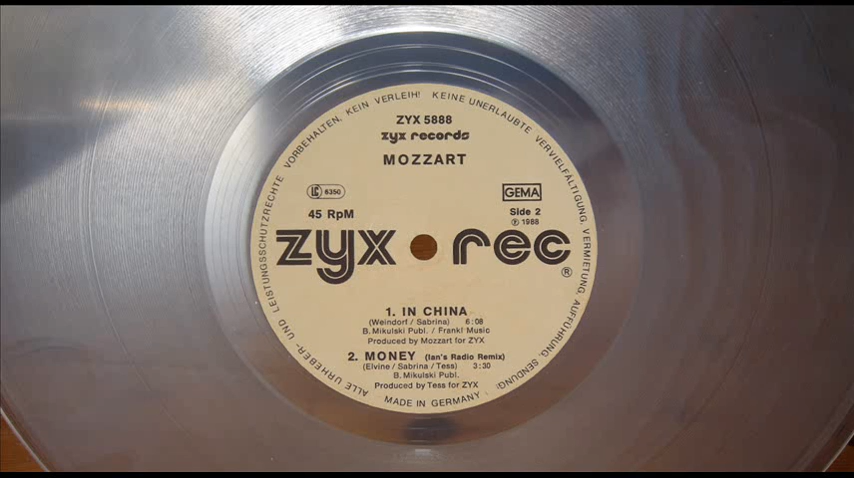 ALLE URHEBER- UND LEISTUNGSSCHUTZRECHTE VORBEHALTEN, KEIN VERLEIH! KEINE UNERLAUBTE VERVIELFÄLTIGUNG, VERMIETUNG, AUFFÜHRUNG, SENDUNG!
ZYX 5888
zyx records
MOZZART
LC 6350
GEMA
45 RpM
Side 2
Ⓟ 1988
zyx rec®
1. IN CHINA
(Weindorf / Sabrina) 6:08
B. Mikulski Publ. / Frankl Music
Produced by Mozzart for ZYX
2. MONEY (Ian's Radio Remix)
(Elvine / Sabrina / Tess) 3:30
B. Mikulski Publ.
Produced by Tess for ZYX
MADE IN GERMANY